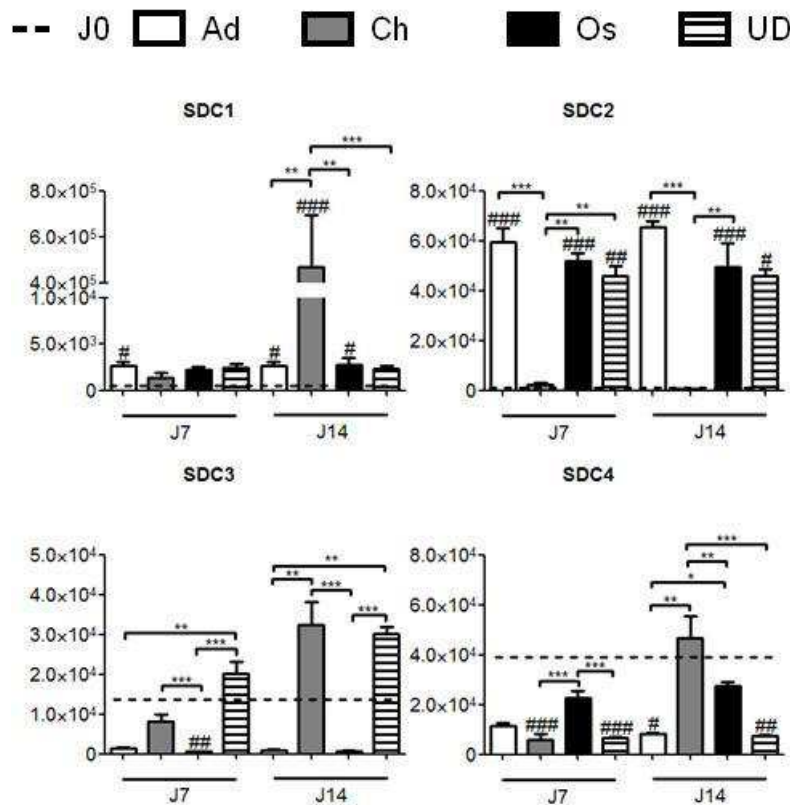 J0 Ad Ch Os UD
SDC1
***
** **
###
8.0×10⁵
6.0×10⁵
4.0×10⁵
1.0×10⁴
5.0×10³
0
# # #
J7 J14
SDC2
8.0×10⁴
6.0×10⁴
4.0×10⁴
2.0×10⁴
0
*** ***
** ** **
### ### ## ### ### #
J7 J14
SDC3
5.0×10⁴
4.0×10⁴
3.0×10⁴
2.0×10⁴
1.0×10⁴
0
** ** ** ***
*** *** ***
##
J7 J14
SDC4
8.0×10⁴
6.0×10⁴
4.0×10⁴
2.0×10⁴
0
***
**
*
**
*** ***
### ### # ##
J7 J14